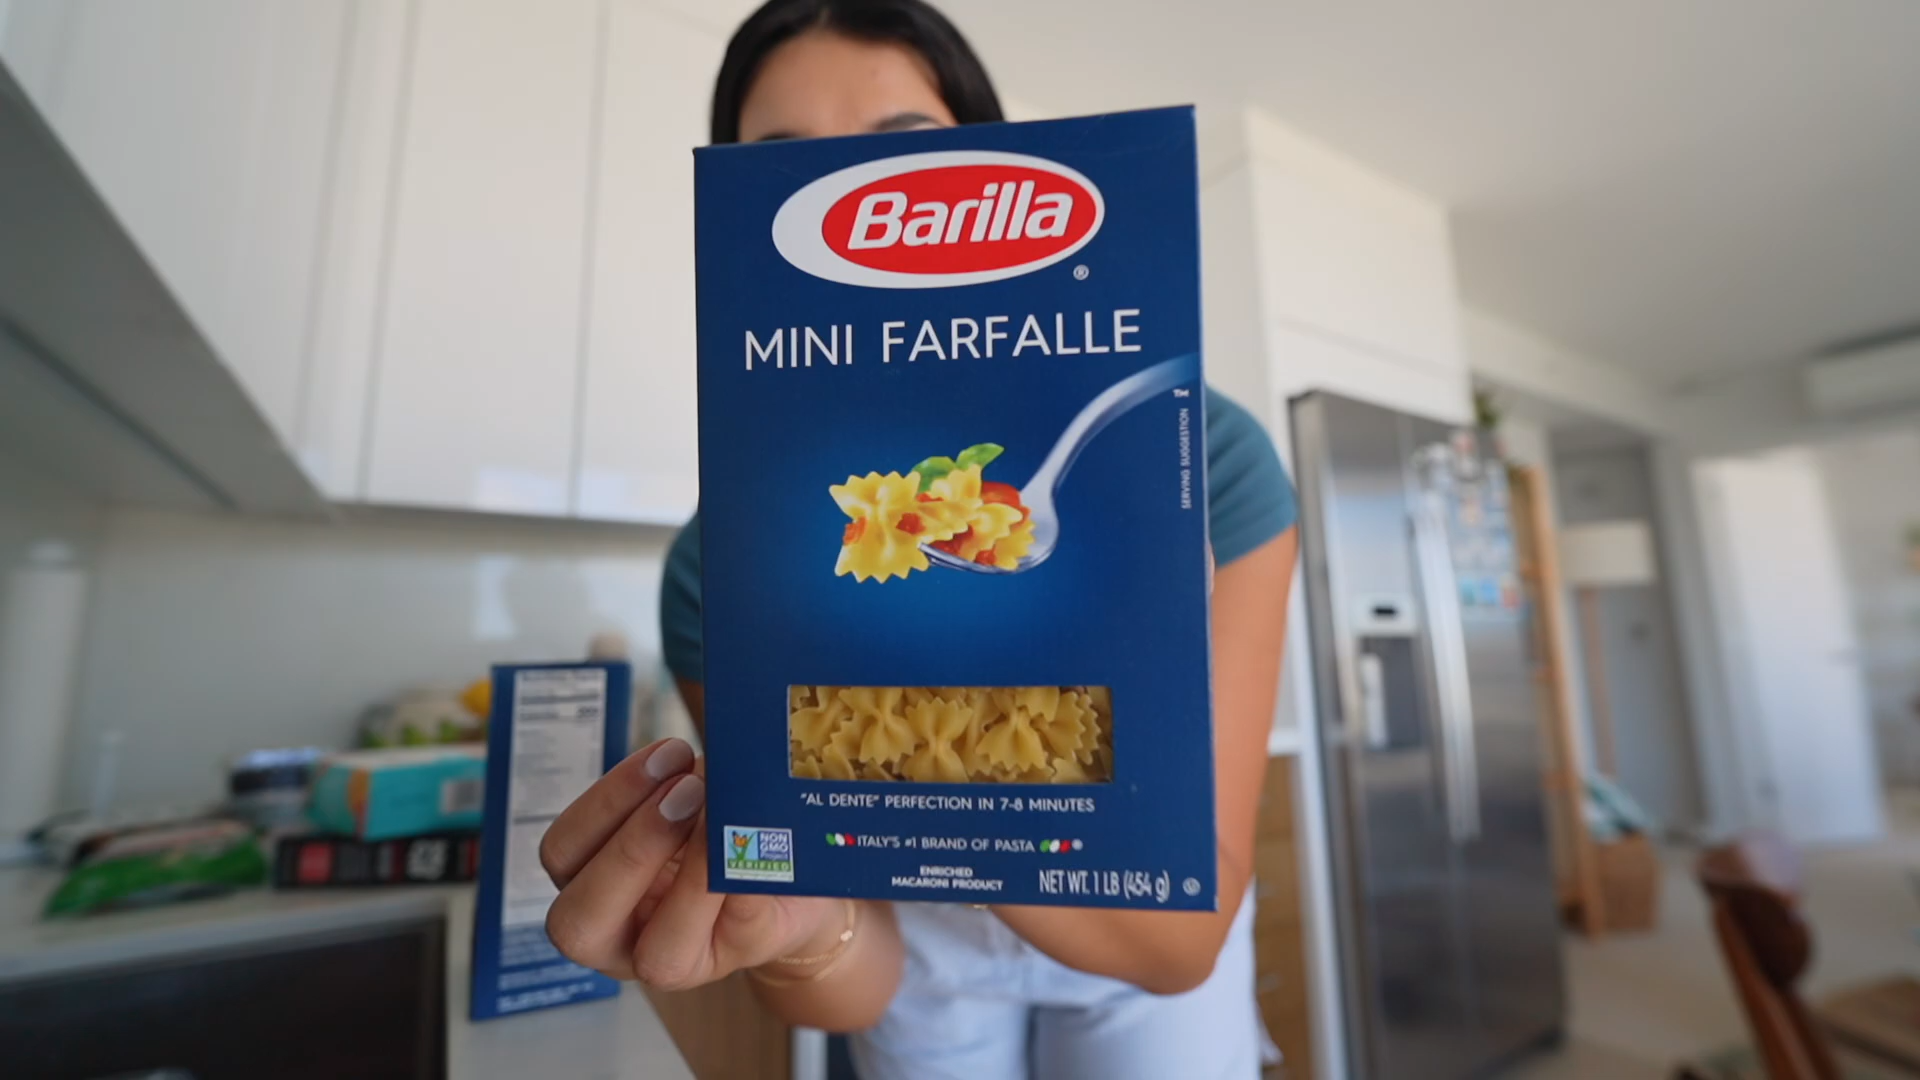 Barilla
®
MINI FARFALLE
TM
SERVING SUGGESTION
"AL DENTE" PERFECTION IN 7-8 MINUTES
NON
GMO
Project
VERIFIED
ITALY'S #1 BRAND OF PASTA ®
ENRICHED
MACARONI PRODUCT
NET WT. 1 LB (454 g)